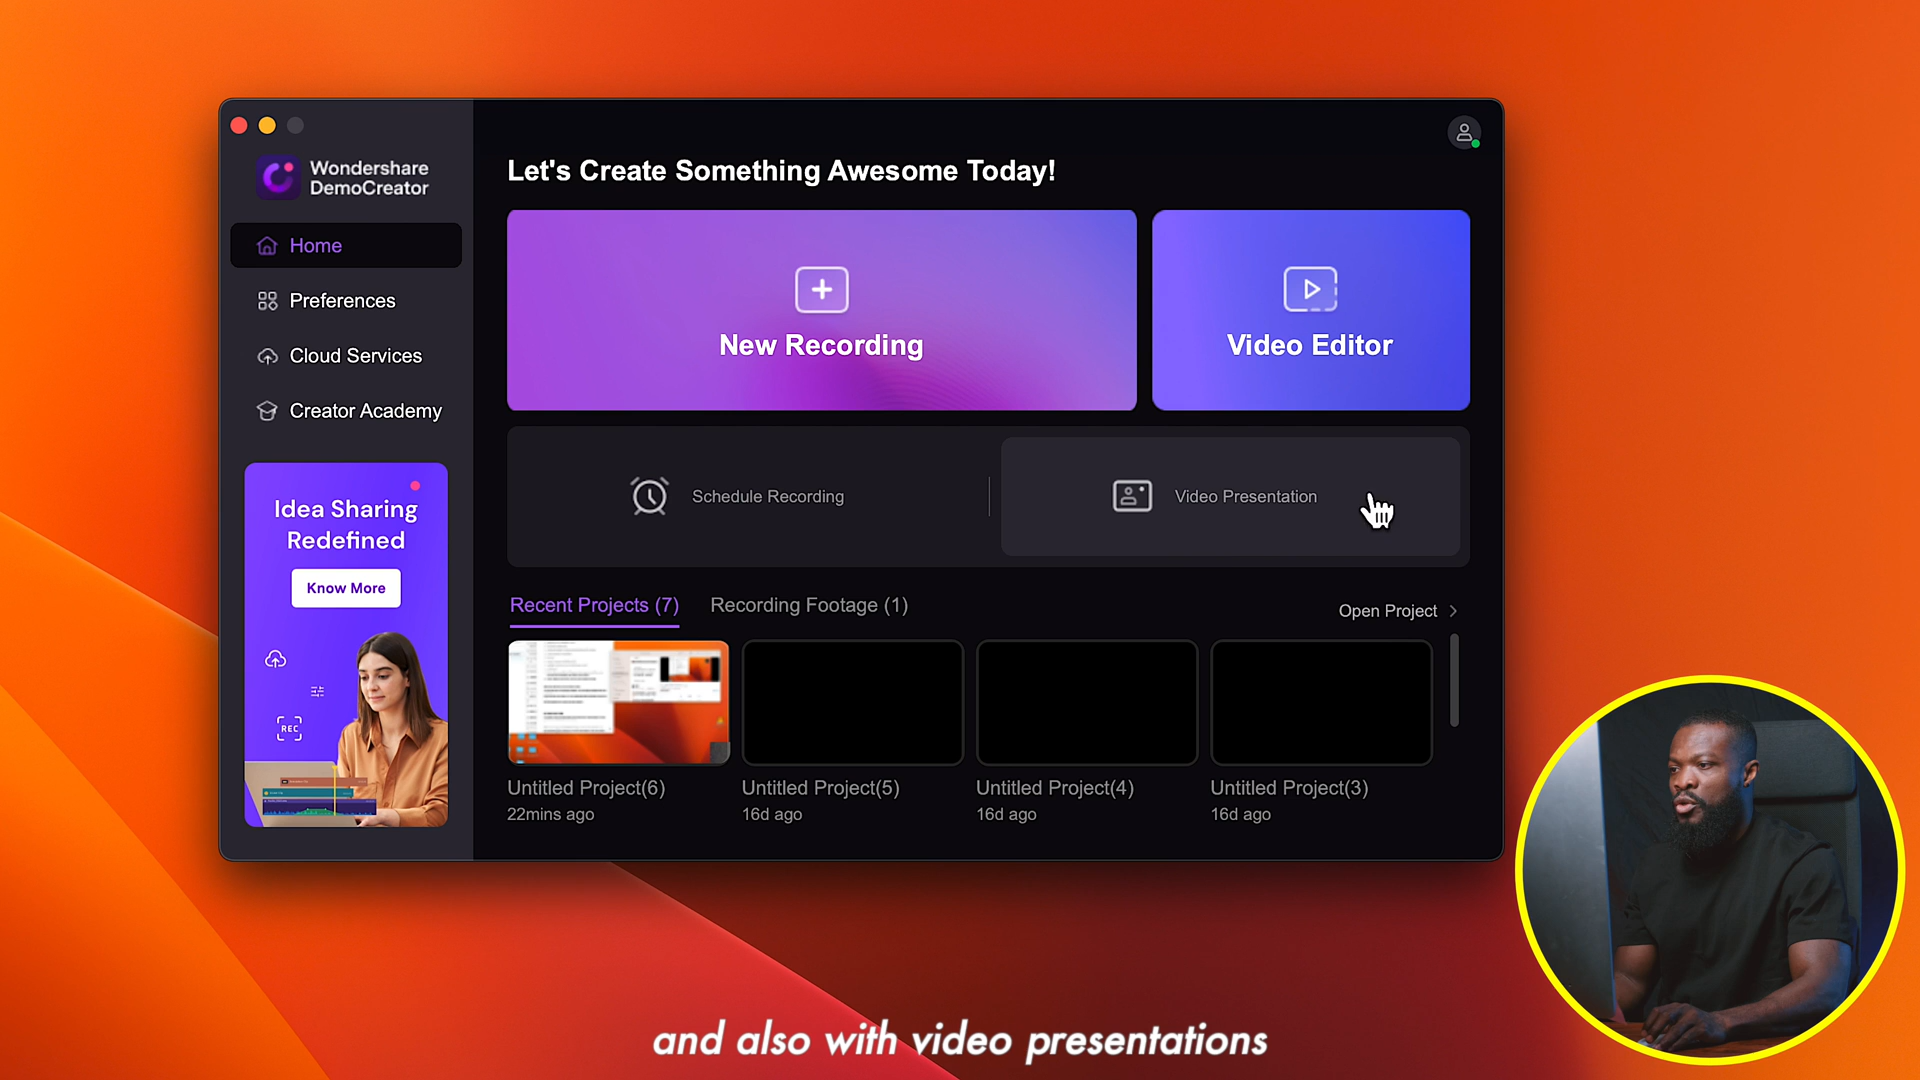 Wondershare
DemoCreator
Home
Preferences
Cloud Services
Creator Academy
Idea Sharing
Redefined
Know More
REC
Let's Create Something Awesome Today!
New Recording
Video Editor
Schedule Recording
Video Presentation
Recent Projects (7)
Recording Footage (1)
Open Project
Untitled Project(6)
22mins ago
Untitled Project(5)
16d ago
Untitled Project(4)
16d ago
Untitled Project(3)
16d ago
and also with video presentations